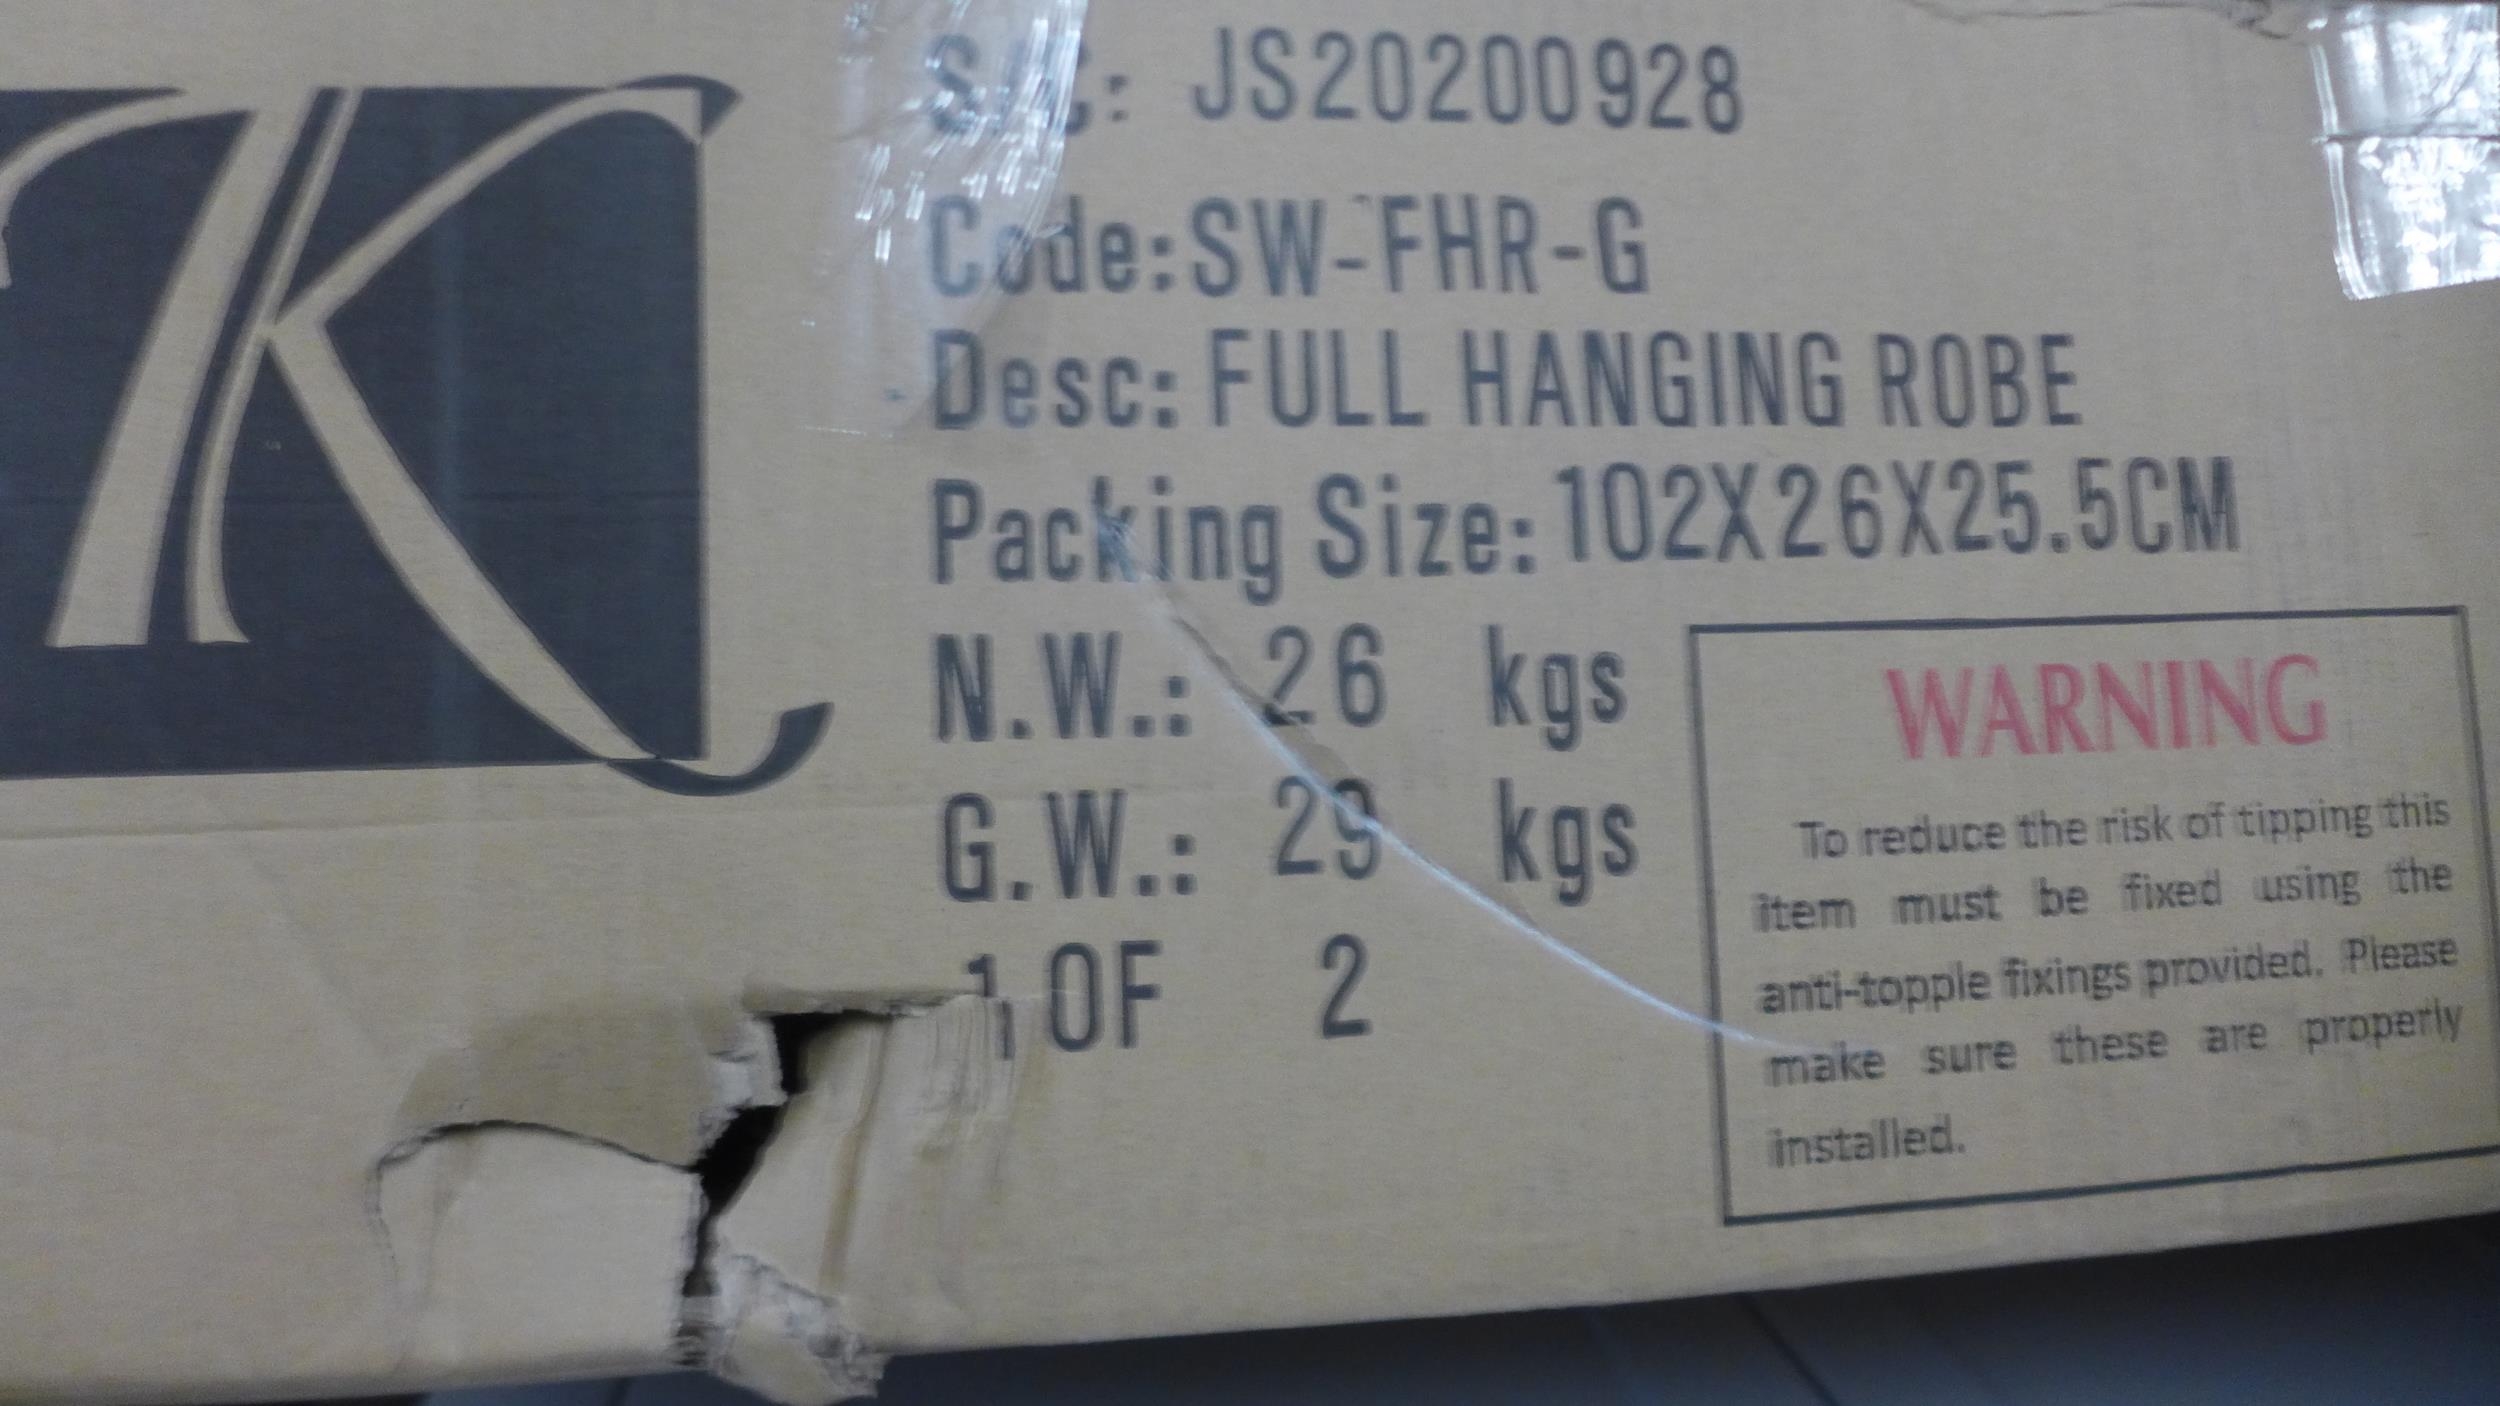 K
S/C: JS20200928
Code:SW-FHR-G
Desc: FULL HANGING ROBE
Packing Size: 102X26X25.5CM
N.W.: 26 kgs
G.W.: 29 kgs
1 OF 2
WARNING
To reduce the risk of tipping this
item must be fixed using the
anti-topple fixings provided. Please
make sure these are properly
installed.